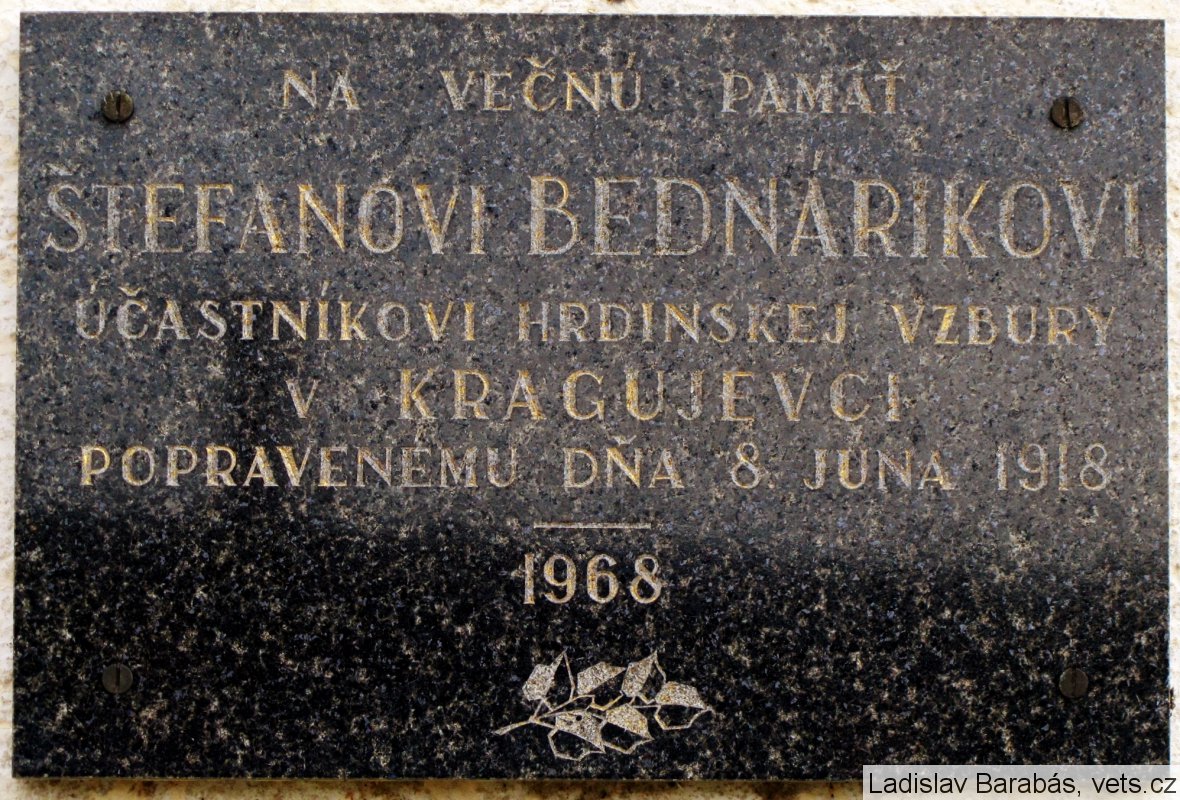 NA VEČNÚ PAMÄŤ
ŠTEFANOVI BEDNÁRIKOVI
ÚČASTNÍKOVI HRDINSKEJ VZBURY
V KRAGUJEVCI
POPRAVENÉMU DŇA 8. JÚNA 1918
1968
Ladislav Barabás, vets.cz